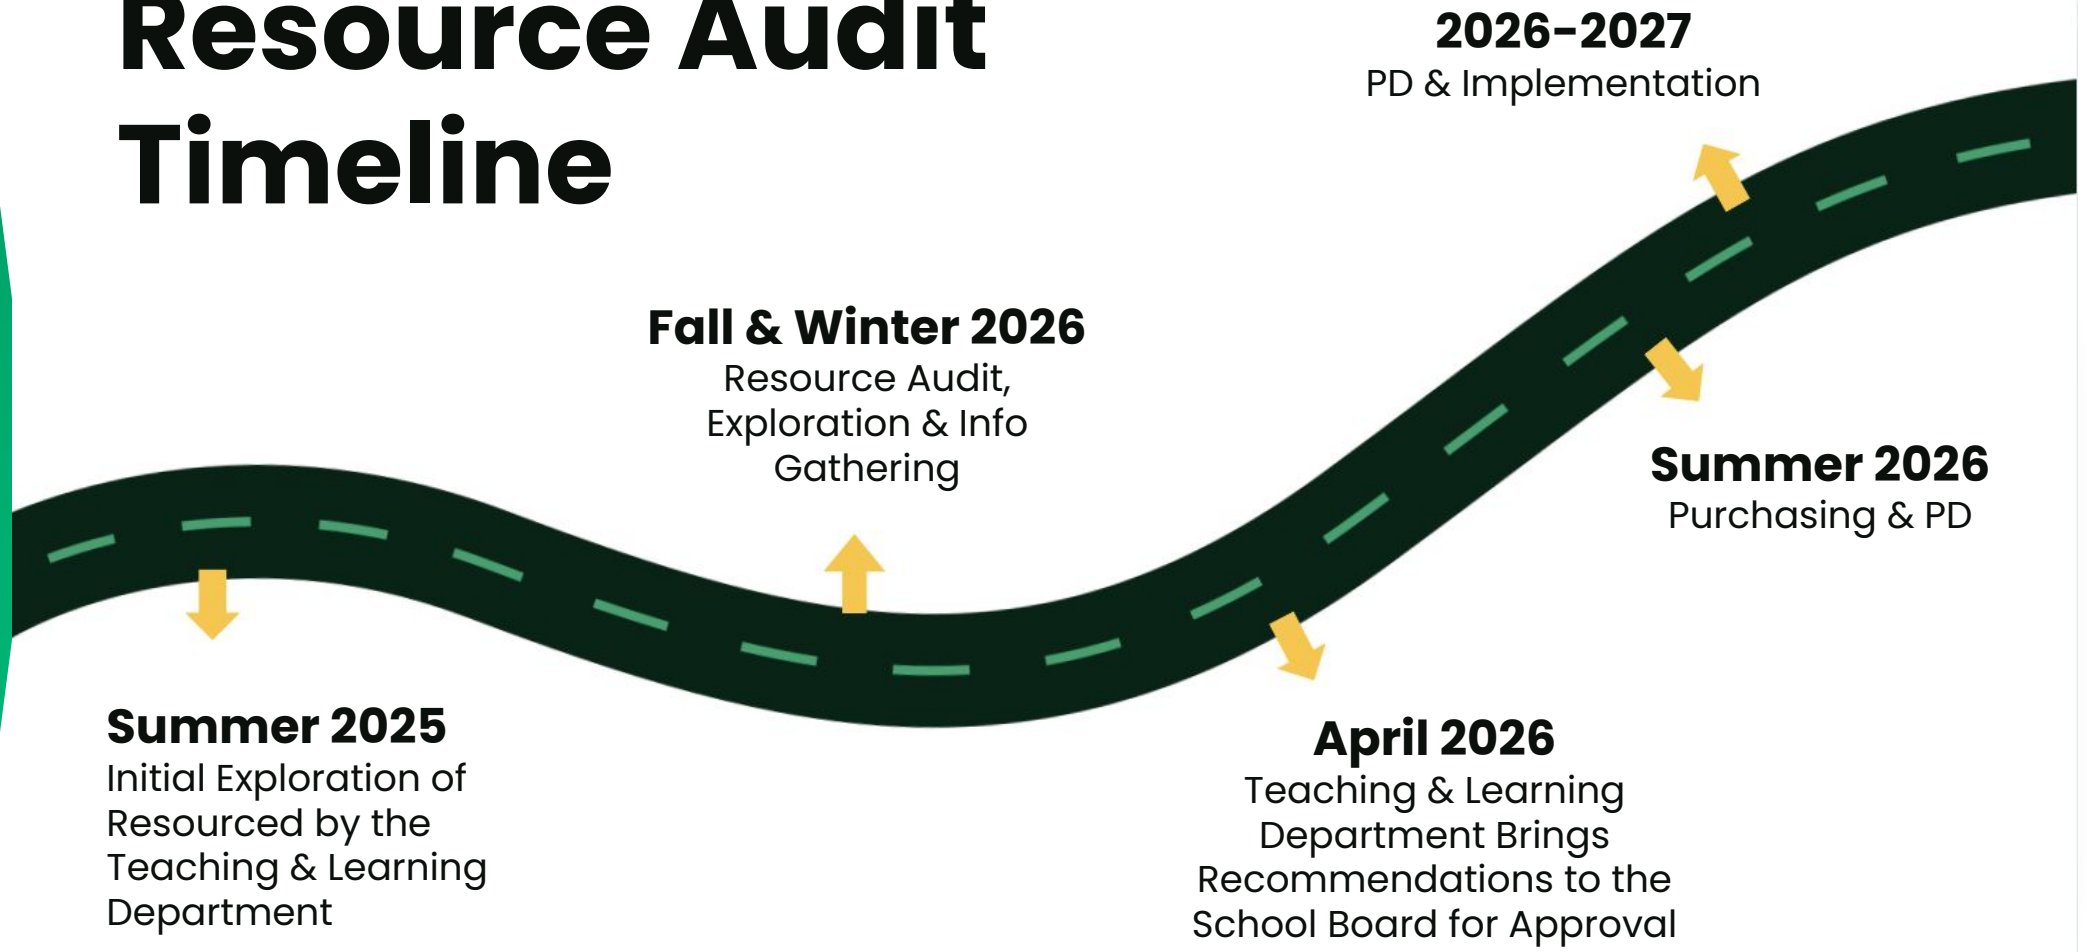 Resource Audit
Timeline
2026-2027
PD & Implementation
Fall & Winter 2026
Resource Audit,
Exploration & Info
Gathering
Summer 2026
Purchasing & PD
Summer 2025
Initial Exploration of
Resourced by the
Teaching & Learning
Department
April 2026
Teaching & Learning
Department Brings
Recommendations to the
School Board for Approval